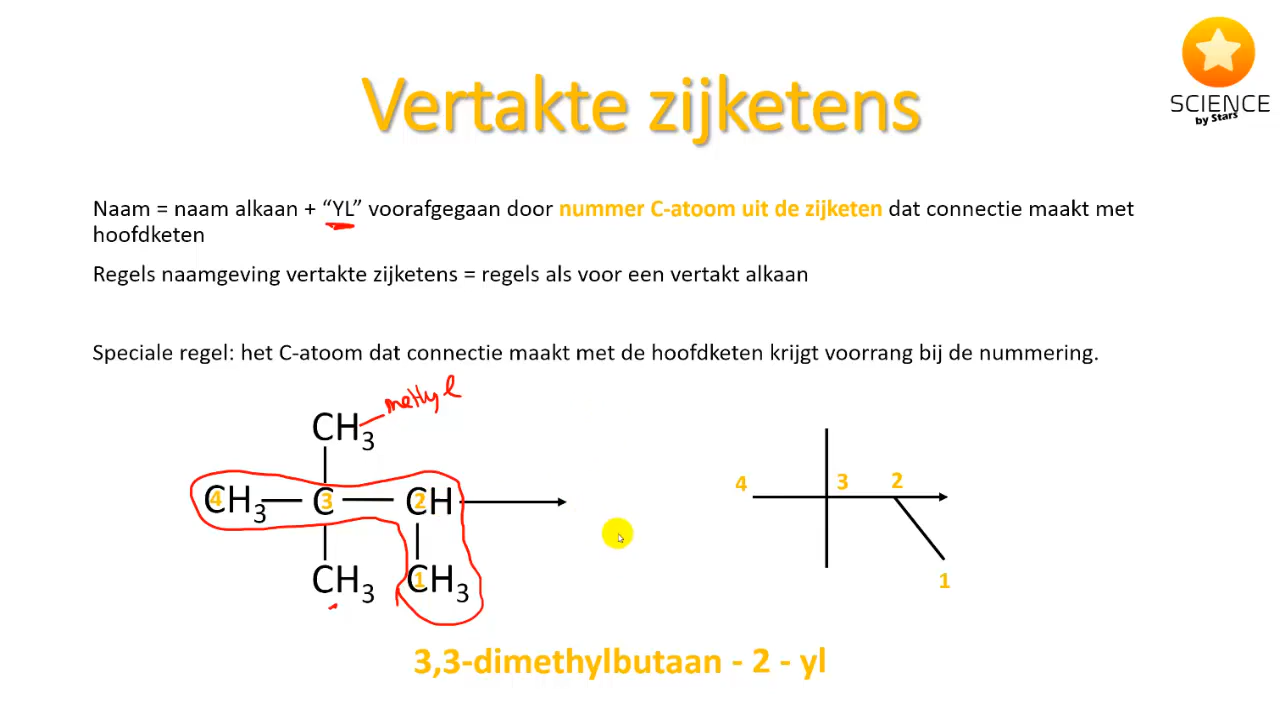 Vertakte zijketens
SCIENCE
by Stars
Naam = naam alkaan + “YL” voorafgegaan door nummer C-atoom uit de zijketen dat connectie maakt met
hoofdketen
Regels naamgeving vertakte zijketens = regels als voor een vertakt alkaan
Speciale regel: het C-atoom dat connectie maakt met de hoofdketen krijgt voorrang bij de nummering.
methyl
CH3
4 3 2
CH3 C CH
CH3 CH3
1
4 3 2
1
3,3-dimethylbutaan - 2 - yl